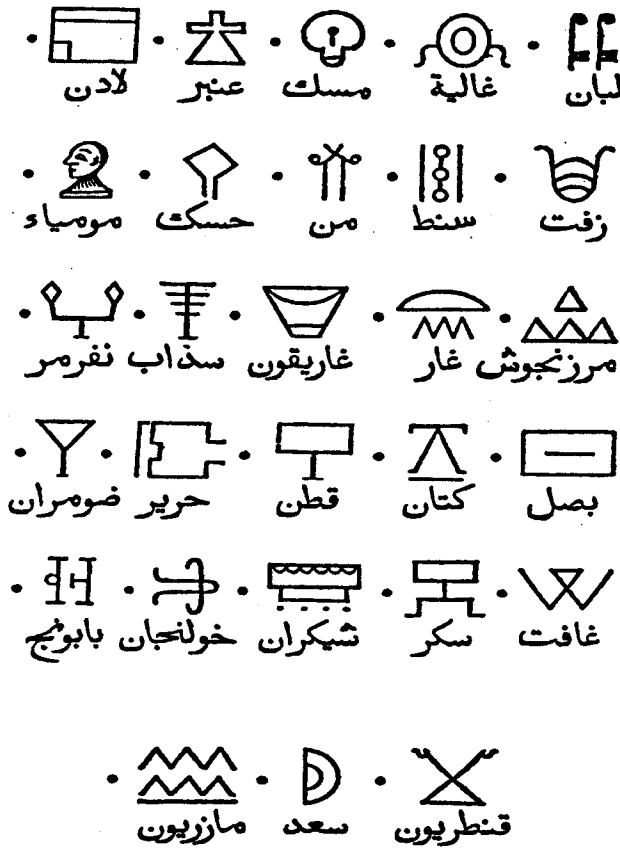 لبان غالية مسك عنبر لادن
زفت سنط من حسك مومياء
مرزنجوش غار غاريقون سذاب نفرمر
بصل كتان قطن حرير ضومران
غافت سكر شيكران خولنجان بابونج
قنطريون سعد مازريون